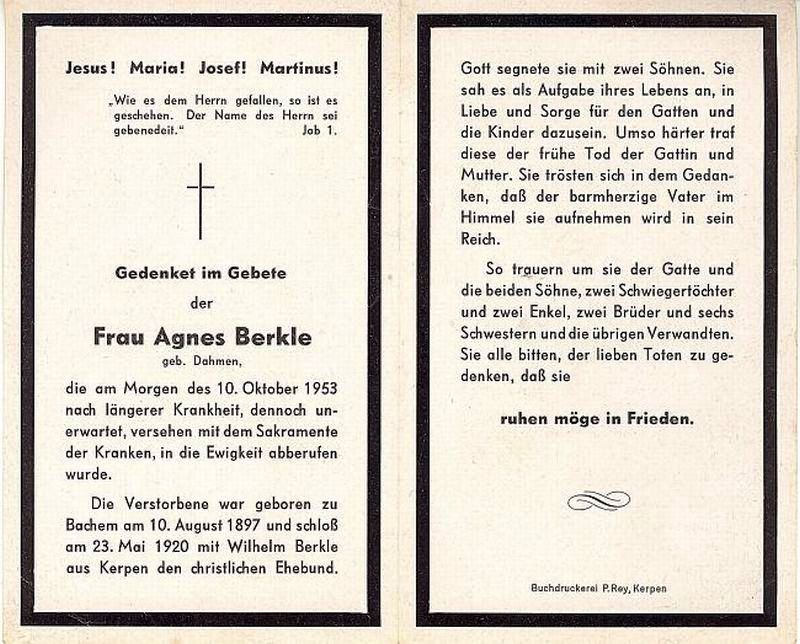 Jesus! Maria! Josef! Martinus!
„Wie es dem Herrn gefallen, so ist es
geschehen. Der Name des Herrn sei
gebenedeit.“ Job 1.
Gedenket im Gebete
der
Frau Agnes Berkle
geb. Dahmen,
die am Morgen des 10. Oktober 1953
nach längerer Krankheit, dennoch un-
erwartet, versehen mit dem Sakramente
der Kranken, in die Ewigkeit abberufen
wurde.
Die Verstorbene war geboren zu
Bachem am 10. August 1897 und schloß
am 23. Mai 1920 mit Wilhelm Berkle
aus Kerpen den christlichen Ehebund.
Gott segnete sie mit zwei Söhnen. Sie
sah es als Aufgabe ihres Lebens an, in
Liebe und Sorge für den Gatten und
die Kinder dazusein. Umso härter traf
diese der frühe Tod der Gattin und
Mutter. Sie trösten sich in dem Gedan-
ken, daß der barmherzige Vater im
Himmel sie aufnehmen wird in sein
Reich.
So trauern um sie der Gatte und
die beiden Söhne, zwei Schwiegertöchter
und zwei Enkel, zwei Brüder und sechs
Schwestern und die übrigen Verwandten.
Sie alle bitten, der lieben Toten zu ge-
denken, daß sie
ruhen möge in Frieden.
Buchdruckerei P. Rey, Kerpen